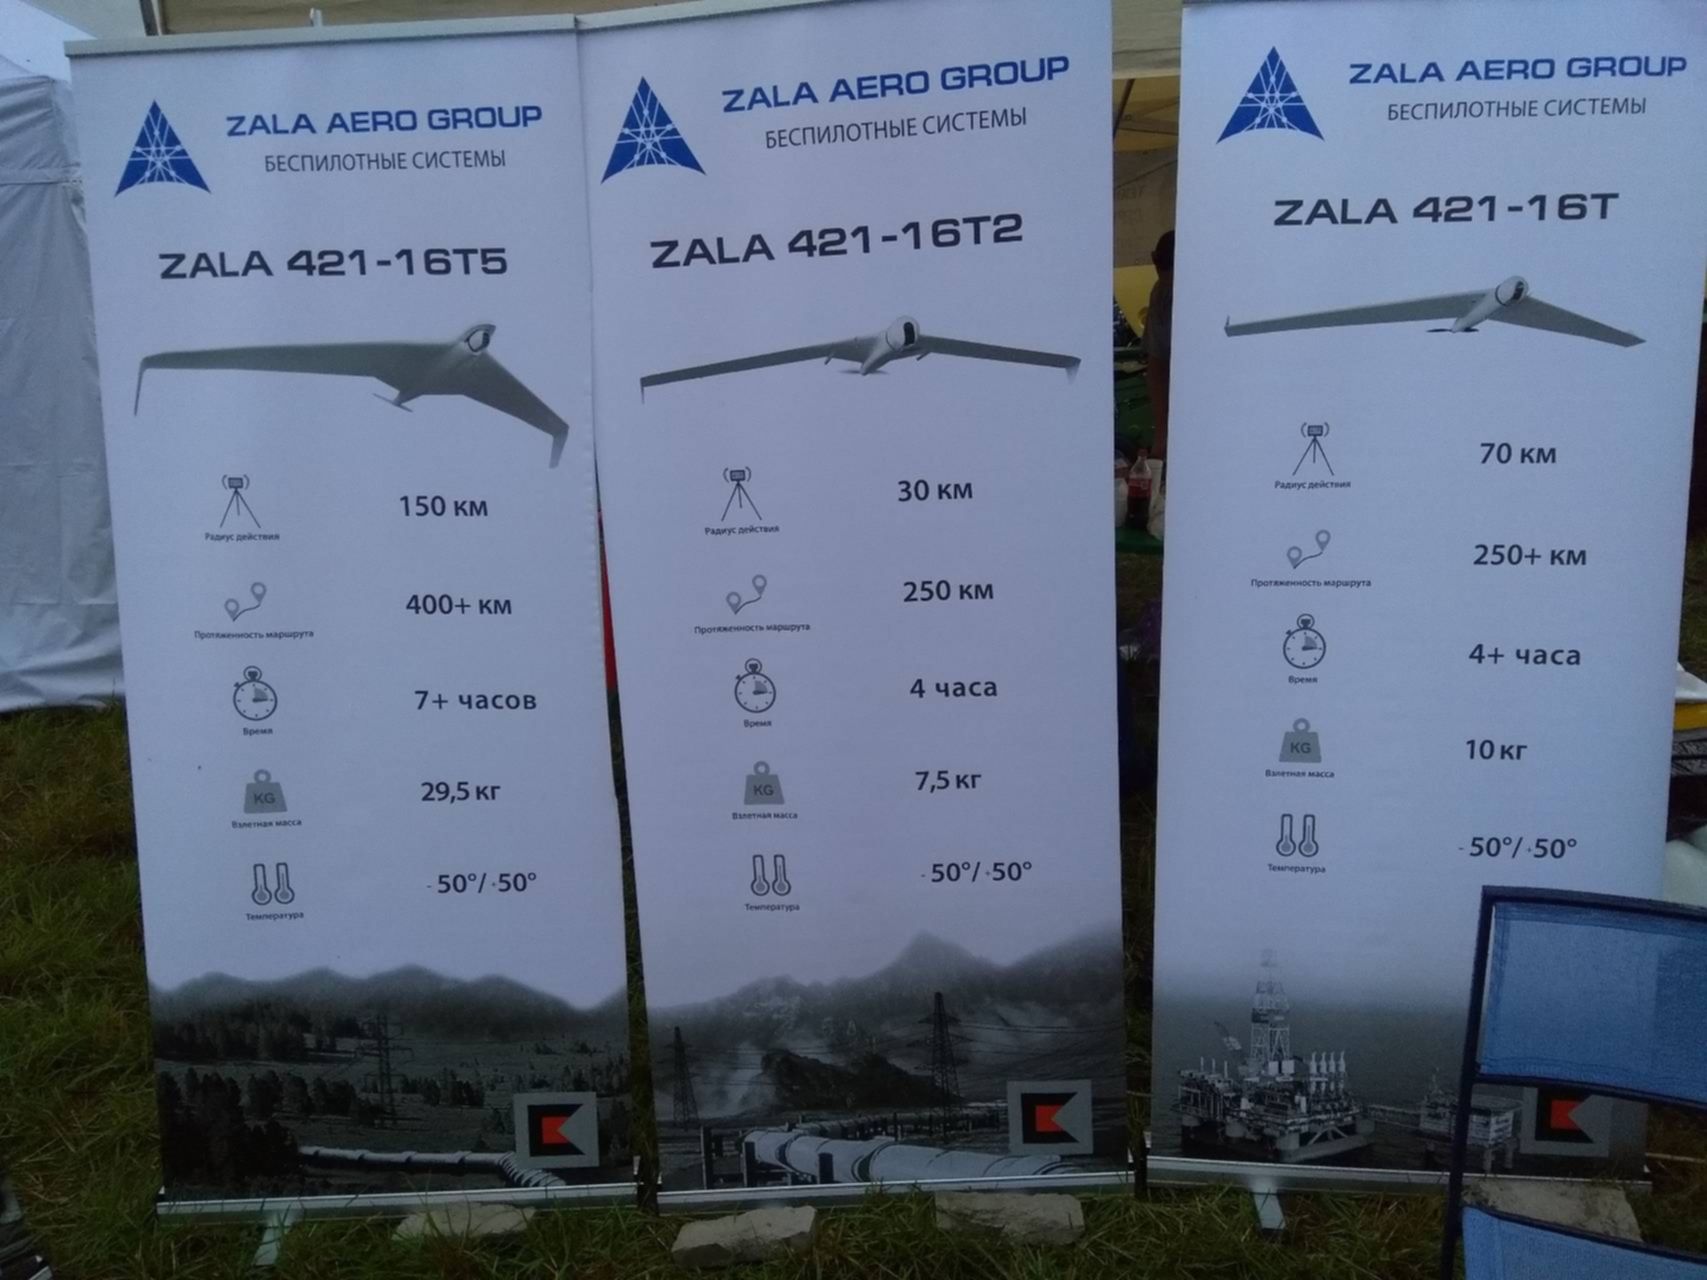 ZALA AERO GROUP
БЕСПИЛОТНЫЕ СИСТЕМЫ
ZALA 421-16T5
Радиус действия
150 км
Протяженность маршрута
400+ км
Время
7+ часов
KG
Взлетная масса
29,5 кг
Температура
- 50°/ +50°
ZALA AERO GROUP
БЕСПИЛОТНЫЕ СИСТЕМЫ
ZALA 421-16T2
Радиус действия
30 км
Протяженность маршрута
250 км
Время
4 часа
KG
Взлетная масса
7,5 кг
Температура
- 50°/ +50°
ZALA AERO GROUP
БЕСПИЛОТНЫЕ СИСТЕМЫ
ZALA 421-16T
Радиус действия
70 км
Протяженность маршрута
250+ км
Время
4+ часа
KG
Взлетная масса
10 кг
Температура
- 50°/ +50°